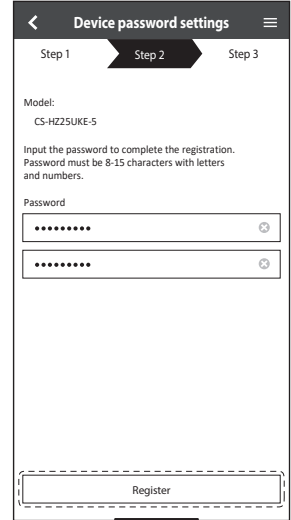 Device password settings
Step 1 Step 2 Step 3
Model:
CS-HZ25UKE-5
Input the password to complete the registration.
Password must be 8-15 characters with letters
and numbers.
Password
•••••••••
•••••••••
Register